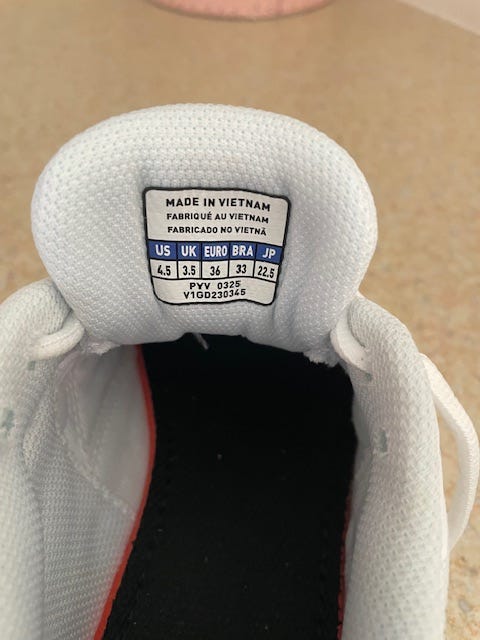 MADE IN VIETNAM
FABRIQUÉ AU VIETNAM
FABRICADO NO VIETNÃ
US UK EURO BRA JP
4.5 3.5 36 33 22.5
PYV 0325
V1GD230345